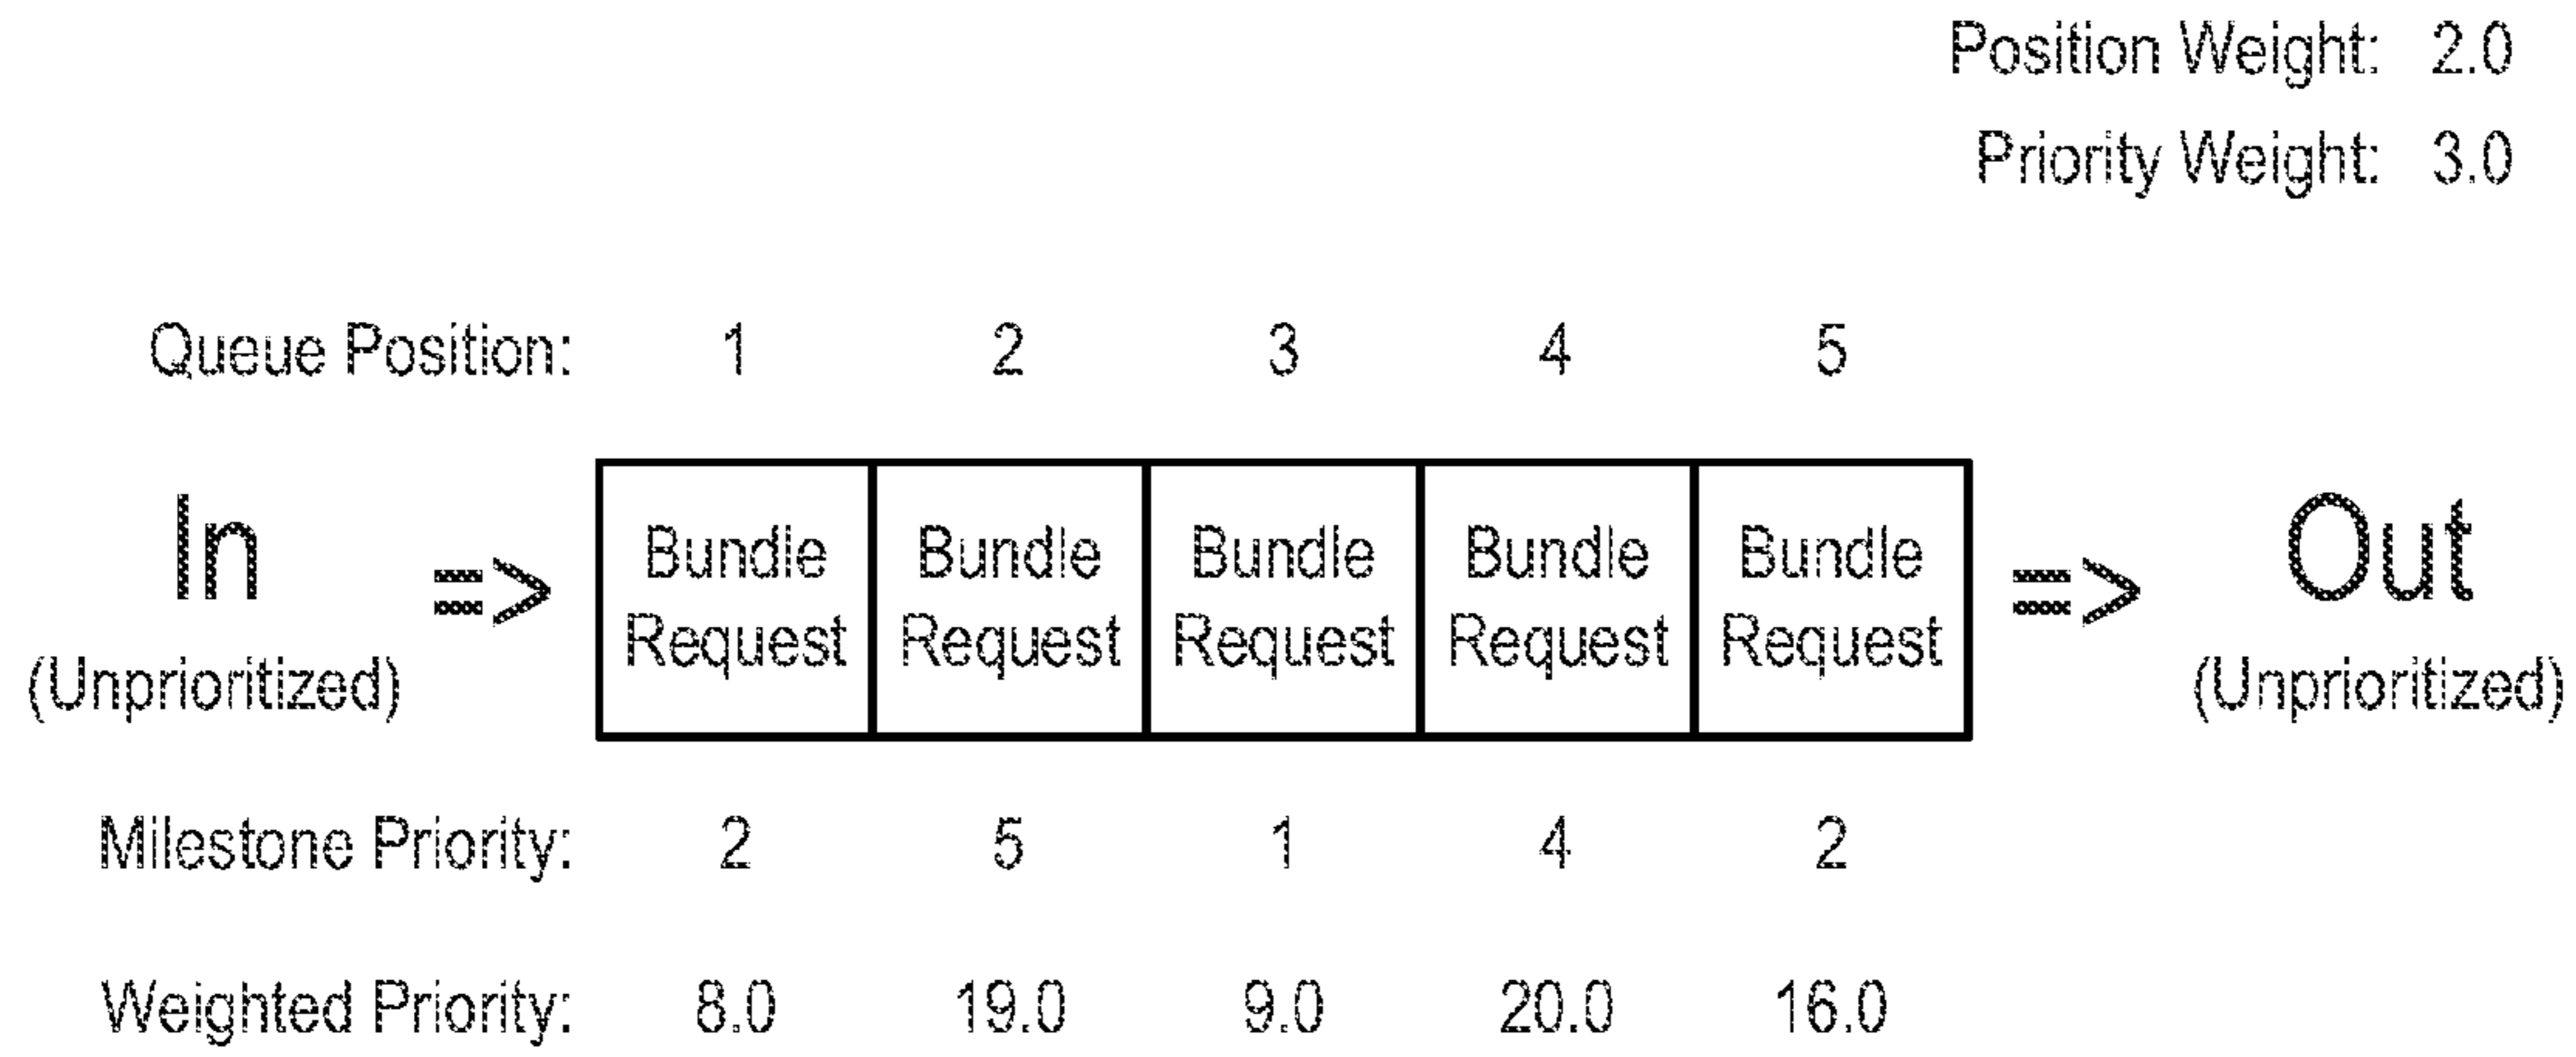 Position Weight: 2.0
Priority Weight: 3.0
Queue Position: 1 2 3 4 5
In => Bundle Request Bundle Request Bundle Request Bundle Request Bundle Request => Out
(Unprioritized) (Unprioritized)
Milestone Priority: 2 5 1 4 2
Weighted Priority: 8.0 19.0 9.0 20.0 16.0